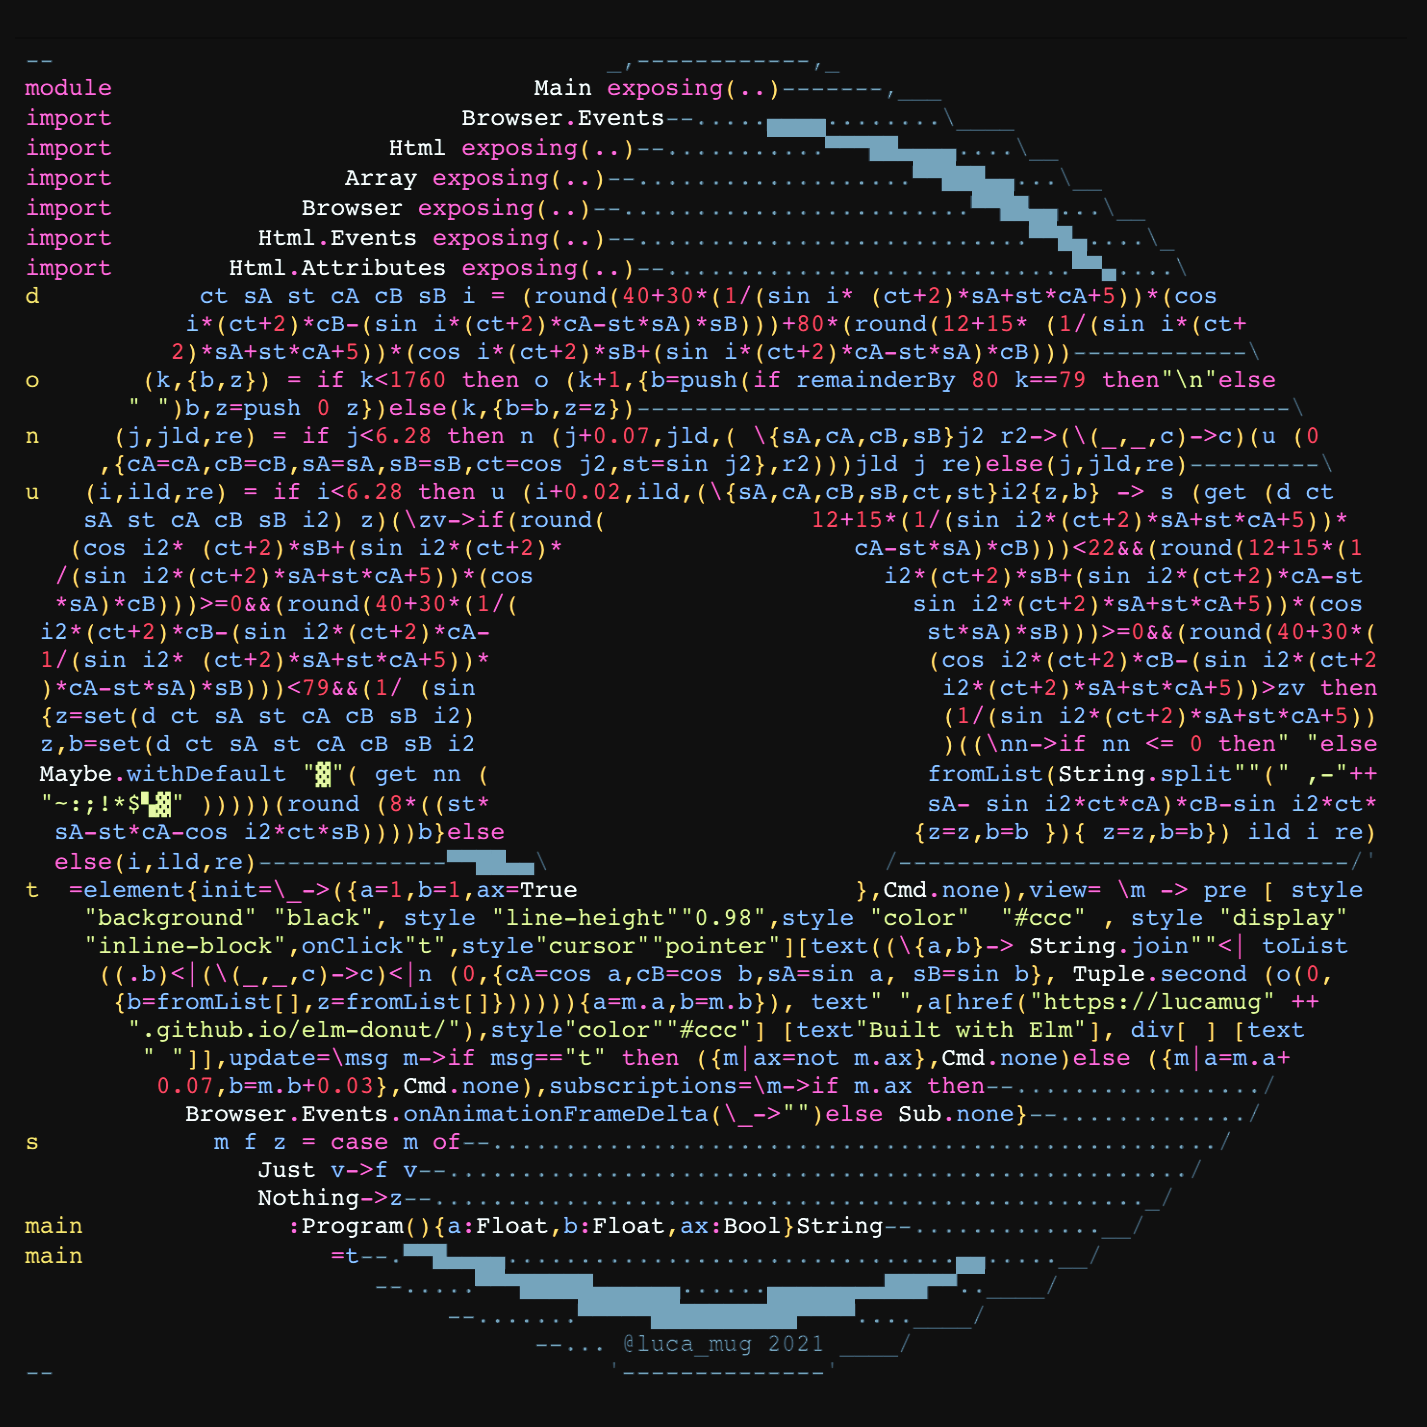 --                                      _,------------,_
module                             Main exposing(..)-------,___
import                        Browser.Events--.....▄▄▄▄........\____
import                   Html exposing(..)--...........▀▀▀██▄▄▄▄....\__
import                Array exposing(..)--...................▀▀███▄▄...\__
import             Browser exposing(..)--........................▀▀██▄▄...\__
import          Html.Events exposing(..)--............................▀▀█▄....\_
import        Html.Attributes exposing(..)--............................▀▀▄....\
d           ct sA st cA cB sB i = (round(40+30*(1/(sin i* (ct+2)*sA+st*cA+5))*(cos
           i*(ct+2)*cB-(sin i*(ct+2)*cA-st*sA)*sB)))+80*(round(12+15* (1/(sin i*(ct+
          2)*sA+st*cA+5))*(cos i*(ct+2)*sB+(sin i*(ct+2)*cA-st*sA)*cB)))------------\
o       (k,{b,z}) = if k<1760 then o (k+1,{b=push(if remainderBy 80 k==79 then"\n"else
       " ")b,z=push 0 z})else(k,{b=b,z=z})---------------------------------------------\
n     (j,jld,re) = if j<6.28 then n (j+0.07,jld,( \{sA,cA,cB,sB}j2 r2->(\(_,_,c)->c)(u (0
     ,{cA=cA,cB=cB,sA=sA,sB=sB,ct=cos j2,st=sin j2},r2)))jld j re)else(j,jld,re)---------\
u   (i,ild,re) = if i<6.28 then u (i+0.02,ild,(\{sA,cA,cB,sB,ct,st}i2{z,b} -> s (get (d ct
    sA st cA cB sB i2) z)(\zv->if(round(              12+15*(1/(sin i2*(ct+2)*sA+st*cA+5))*
   (cos i2* (ct+2)*sB+(sin i2*(ct+2)*                    cA-st*sA)*cB)))<22&&(round(12+15*(1
  /(sin i2*(ct+2)*sA+st*cA+5))*(cos                        i2*(ct+2)*sB+(sin i2*(ct+2)*cA-st
  *sA)*cB)))>=0&&(round(40+30*(1/(                           sin i2*(ct+2)*sA+st*cA+5))*(cos
 i2*(ct+2)*cB-(sin i2*(ct+2)*cA-                              st*sA)*sB)))>=0&&(round(40+30*(
 1/(sin i2* (ct+2)*sA+st*cA+5))*                              (cos i2*(ct+2)*cB-(sin i2*(ct+2
 )*cA-st*sA)*sB)))<79&&(1/ (sin                                i2*(ct+2)*sA+st*cA+5))>zv then
 {z=set(d ct sA st cA cB sB i2)                                (1/(sin i2*(ct+2)*sA+st*cA+5))
 z,b=set(d ct sA st cA cB sB i2                                )((\nn->if nn <= 0 then" "else
 Maybe.withDefault "▓"( get nn (                              fromList(String.split""(" ,-"++
 "~:;!*$▚▓" )))))(round (8*((st*                              sA- sin i2*ct*cA)*cB-sin i2*ct*
  sA-st*cA-cos i2*ct*sB))))b}else                            {z=z,b=b }){ z=z,b=b}) ild i re)
  else(i,ild,re)-------------▀▀██▄▄\                       /-------------------------------/'
t  =element{init=\_->({a=1,b=1,ax=True                   },Cmd.none),view= \m -> pre [ style
    "background" "black", style "line-height""0.98",style "color"  "#ccc" , style "display"
    "inline-block",onClick"t",style"cursor""pointer"][text((\{a,b}-> String.join""<| toList
     ((.b)<|(\(_,_,c)->c)<|n (0,{cA=cos a,cB=cos b,sA=sin a, sB=sin b}, Tuple.second (o(0,
      {b=fromList[],z=fromList[]})))))){a=m.a,b=m.b}), text" ",a[href("https://lucamug" ++
       ".github.io/elm-donut/"),style"color""#ccc"] [text"Built with Elm"], div[ ] [text
        " "]],update=\msg m->if msg=="t" then ({m|ax=not m.ax},Cmd.none)else ({m|a=m.a+
         0.07,b=m.b+0.03},Cmd.none),subscriptions=\m->if m.ax then--................./
           Browser.Events.onAnimationFrameDelta(\_->"")else Sub.none}--............./
s            m f z = case m of--................................................../
                Just v->f v--.................................................../
                Nothing->z--................................................._/
main              :Program(){a:Float,b:Float,ax:Bool}String--.............__/
main                 =t--.▀▀█▄▄▄▄...............................▄▄.....__/
                        --.....▀▀▀█████▄▄▄▄▄▄......▄▄▄▄▄▄▄▄███▀▀..____/
                             --.......▀▀▀▀▀██████████▀▀▀▀....____/
                                   --... @luca_mug 2021 ____/
--                                      '--------------'